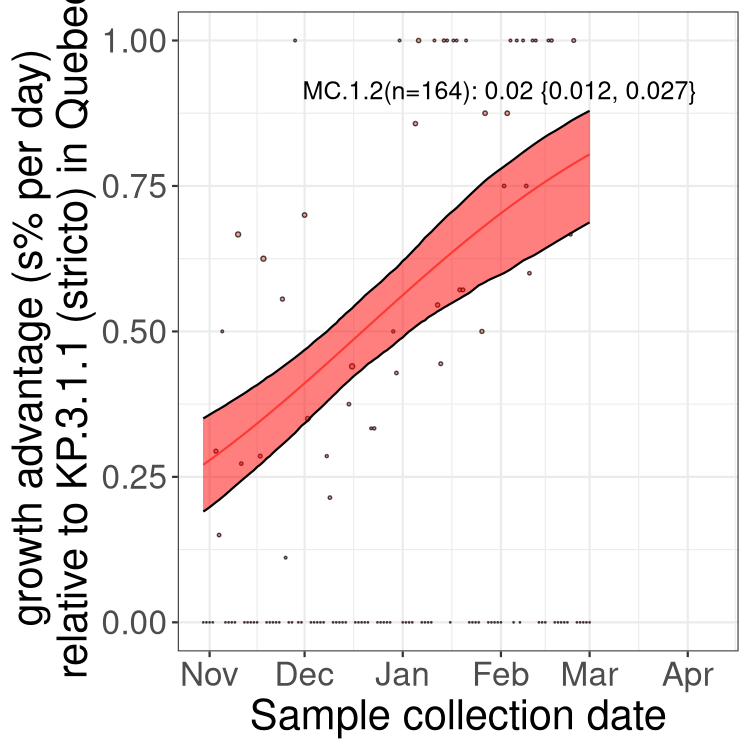 growth advantage (s% per day)
relative to KP.3.1.1 (stricto) in Quebec
1.00
0.75
0.50
0.25
0.00
MC.1.2(n=164): 0.02 {0.012, 0.027}
Nov Dec Jan Feb Mar Apr
Sample collection date